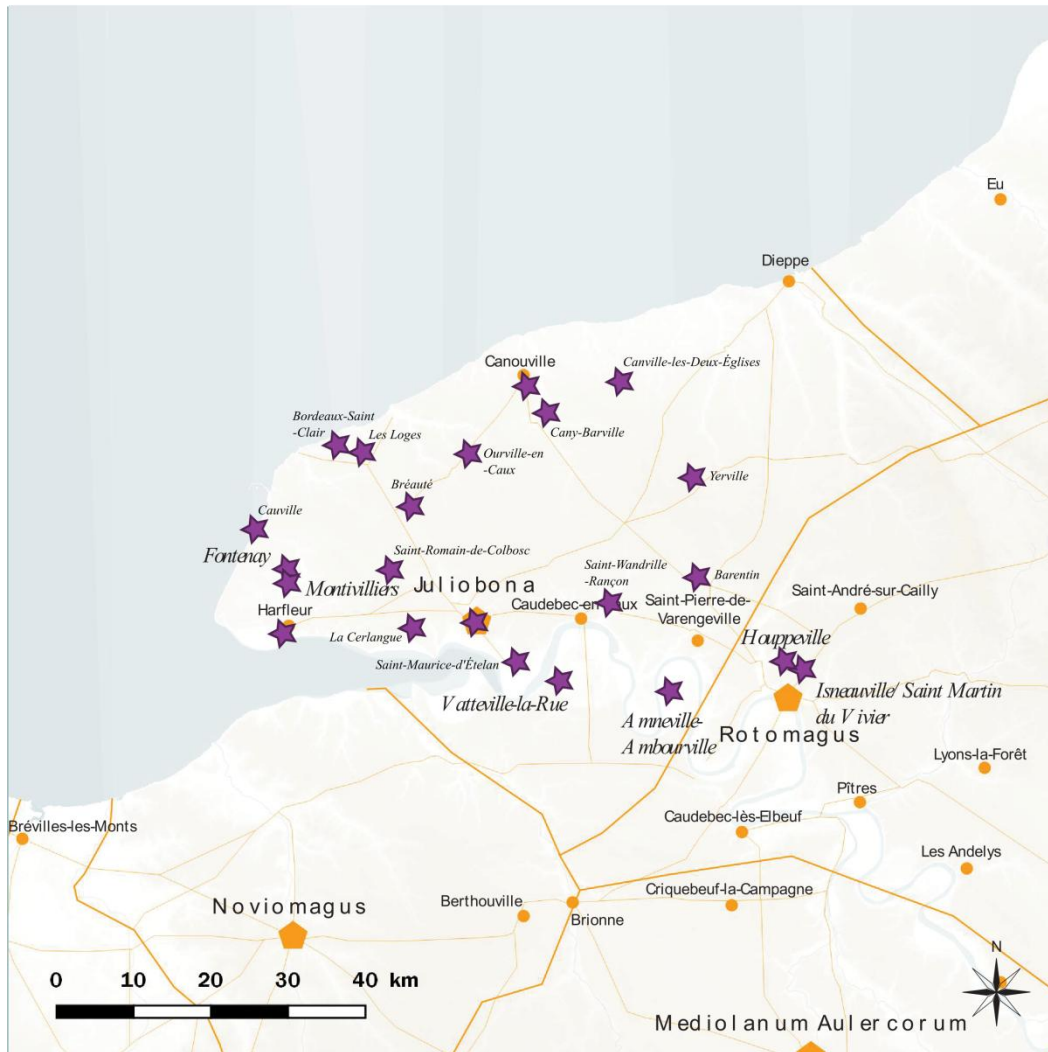 Eu
Dieppe
Canouville
Canville-les-Deux-Églises
Bordeaux-Saint
-Clair
Les Loges
Cany-Barville
Ourville-en
-Caux
Yerville
Bréauté
Cauville
Fontenay
Saint-Romain-de-Colbosc
Saint-Wandrille
-Rançon
Barentin
Montivilliers
Juliobona
Harfleur
Caudebec-en-Caux
Saint-Pierre-de-
Varengeville
Saint-André-sur-Cailly
La Cerlangue
Houppeville
Saint-Maurice-d'Ételan
Vatteville-la-Rue
Isneauville/ Saint Martin
du Vivier
Amneville-
Ambourville
Rotomagus
Lyons-la-Forêt
Pîtres
Brévilles-les-Monts
Caudebec-lès-Elbeuf
Les Andelys
Noviomagus
Berthouville
Criquebeuf-la-Campagne
Brionne
N
0 10 20 30 40 km
Mediolanum Aulercorum